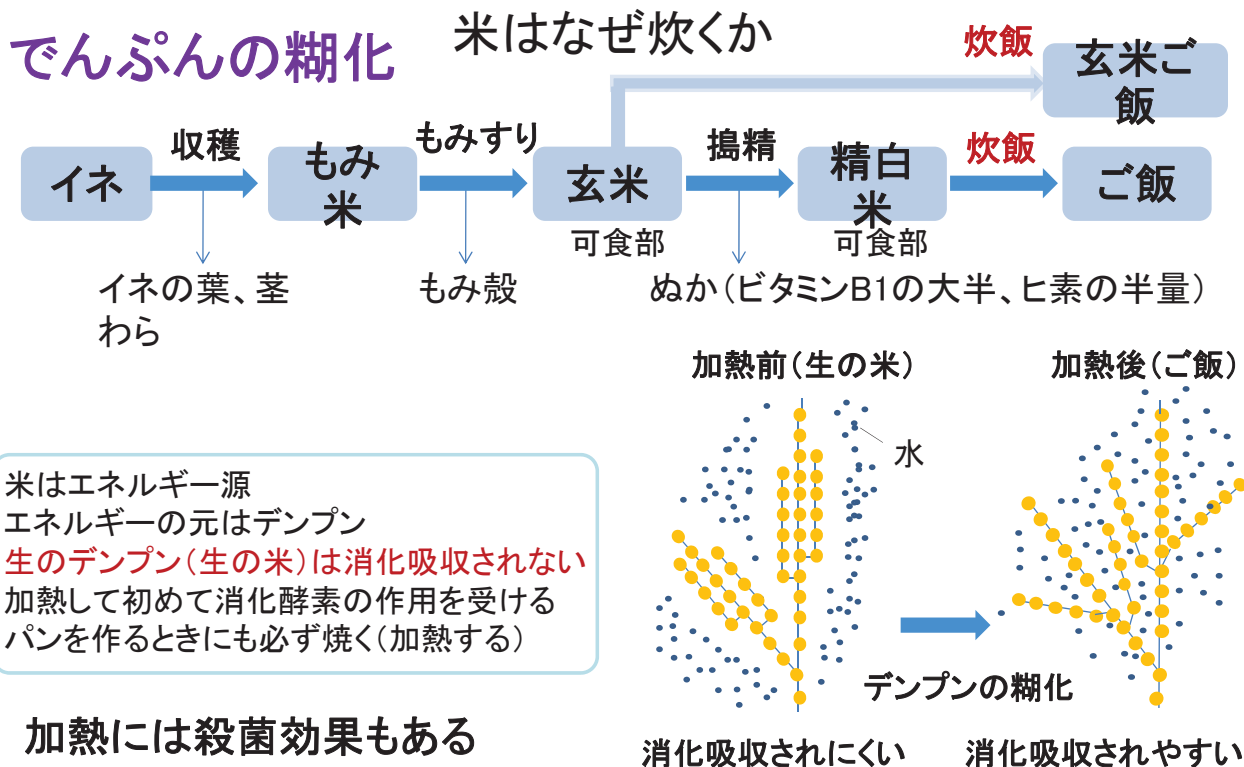 でんぷんの糊化
米はなぜ炊くか
炊飯
玄米ご
飯
イネ
収穫
もみ
米
もみすり
玄米
可食部
搗精
精白
米
可食部
炊飯
ご飯
イネの葉、茎
わら
もみ殻
ぬか(ビタミンB1の大半、ヒ素の半量)
加熱前(生の米)
加熱後(ご飯)
水
米はエネルギー源
エネルギーの元はデンプン
生のデンプン(生の米)は消化吸収されない
加熱して初めて消化酵素の作用を受ける
パンを作るときにも必ず焼く(加熱する)
デンプンの糊化
加熱には殺菌効果もある
消化吸収されにくい
消化吸収されやすい